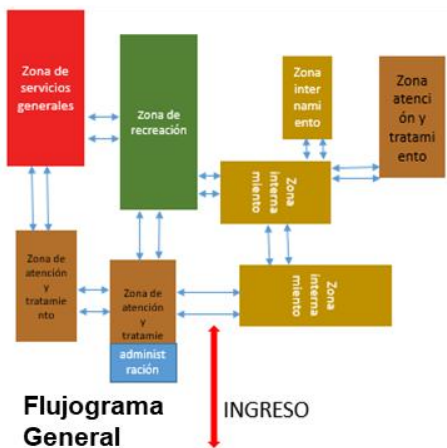 Zona de
servicios
generales
Zona de
recreación
Zona
inter
nami
ento
Zona
atenci
ón y
tratami
ento
Zona
interna
miento
Zona de
atención
y
tratamie
nto
Zona de
atención
y
tratamie
administ
ración
Zona
interna
miento
Flujograma
General
INGRESO